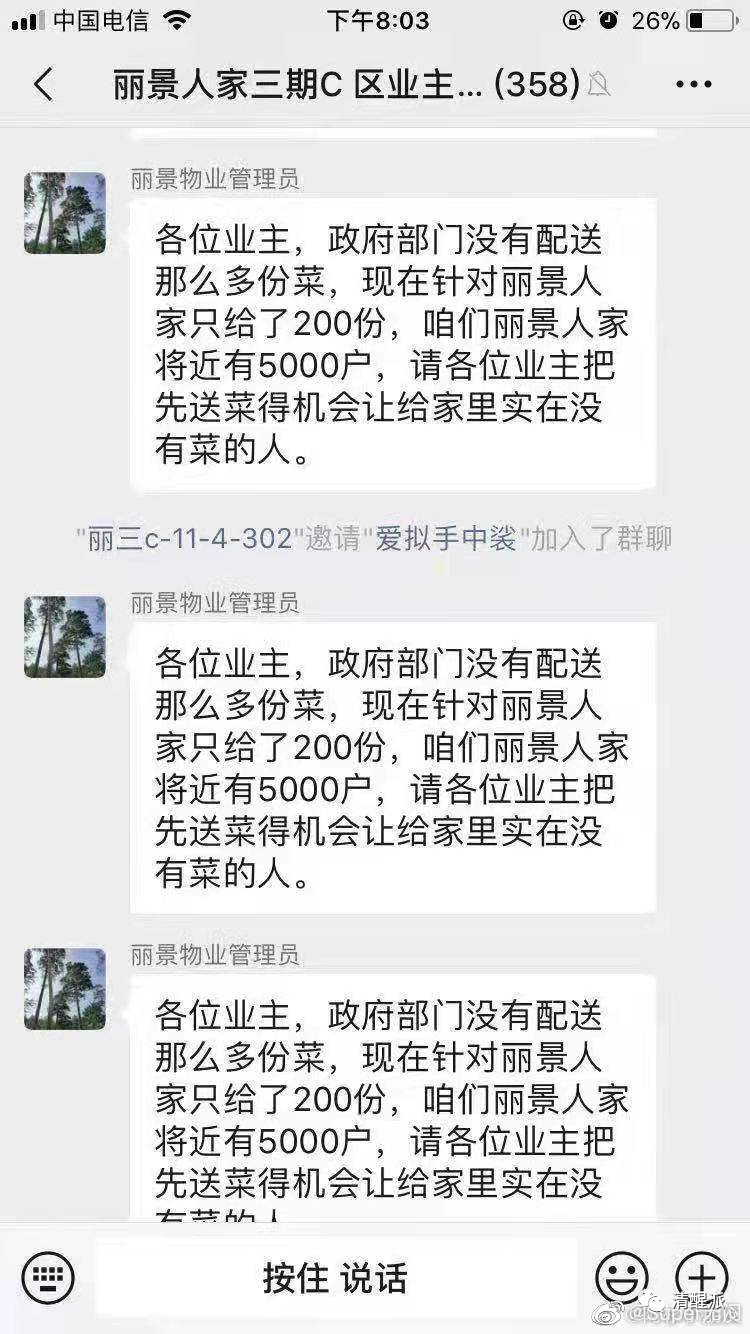 中国电信
下午8:03
26%
丽景人家三期C 区业主... (358)
丽景物业管理员
各位业主，政府部门没有配送
那么多份菜，现在针对丽景人
家只给了200份，咱们丽景人家
将近有5000户，请各位业主把
先送菜得机会让给家里实在没
有菜的人。
"丽三c-11-4-302"邀请"爱拟手中裟"加入了群聊
丽景物业管理员
各位业主，政府部门没有配送
那么多份菜，现在针对丽景人
家只给了200份，咱们丽景人家
将近有5000户，请各位业主把
先送菜得机会让给家里实在没
有菜的人。
丽景物业管理员
各位业主，政府部门没有配送
那么多份菜，现在针对丽景人
家只给了200份，咱们丽景人家
将近有5000户，请各位业主把
先送菜得机会让给家里实在没
有菜的人
按住 说话
清醒派